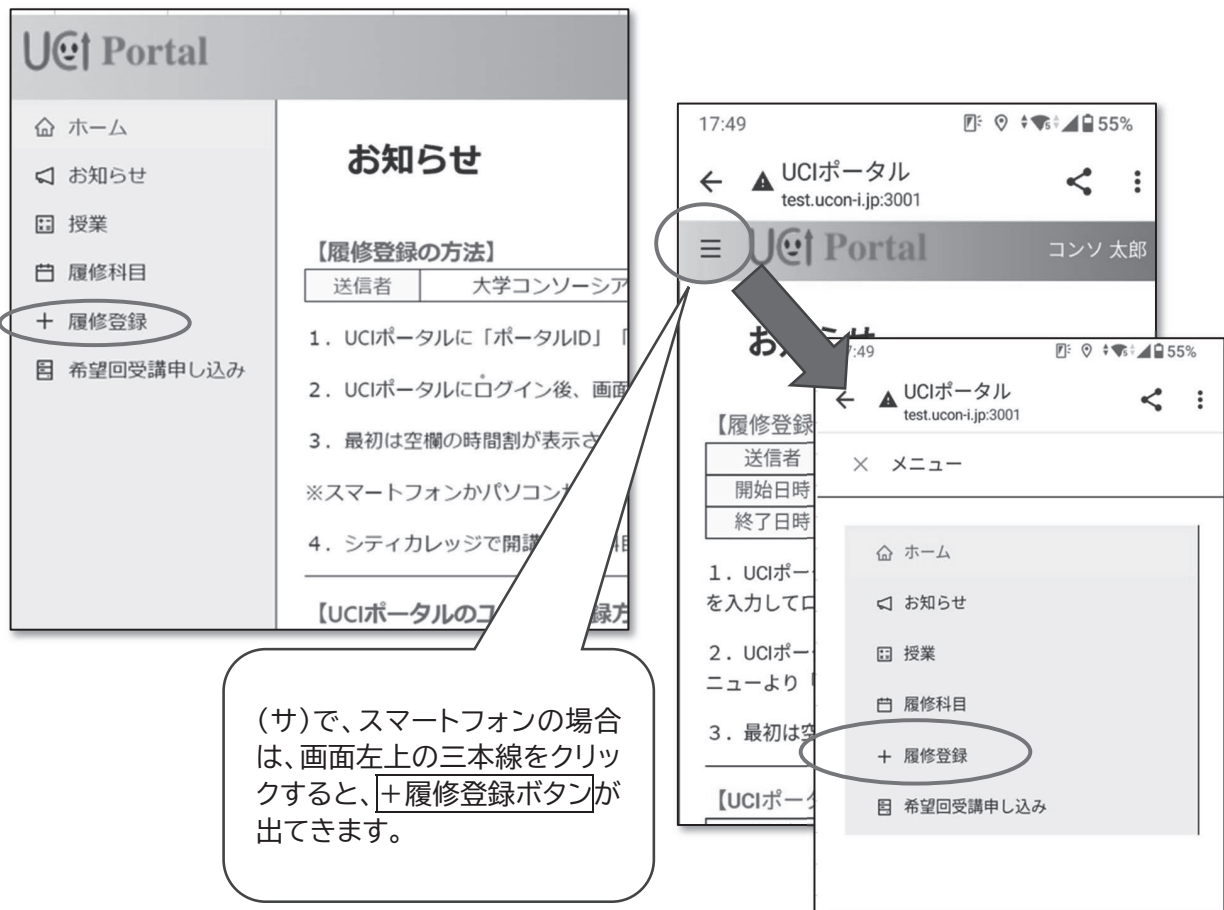 UCI Portal
ホーム
お知らせ
授業
履修科目
+ 履修登録
希望回受講申し込み
お知らせ
【履修登録の方法】
送信者 大学コンソーシア
1. UCIポータルに「ポータルID」「
2. UCIポータルにログイン後、画面
3. 最初は空欄の時間割が表示さ
※スマートフォンかパソコン
4. シティカレッジで開講
【UCIポータルのユ
録方
(サ)で、スマートフォンの場合
は、画面左上の三本線をクリッ
クすると、+履修登録ボタンが
出てきます。
17:49 55%
UCIポータル
test.ucon-i.jp:3001
UCI Portal コンソ 太郎
お知らせ
【履修登録
送信者
開始日時
終了日時
1. UCIポー
を入力してロ
2. UCIポー
ニューより「
3. 最初は空
【UCIポー
:49 55%
UCIポータル
test.ucon-i.jp:3001
× メニュー
ホーム
お知らせ
授業
履修科目
+ 履修登録
希望回受講申し込み